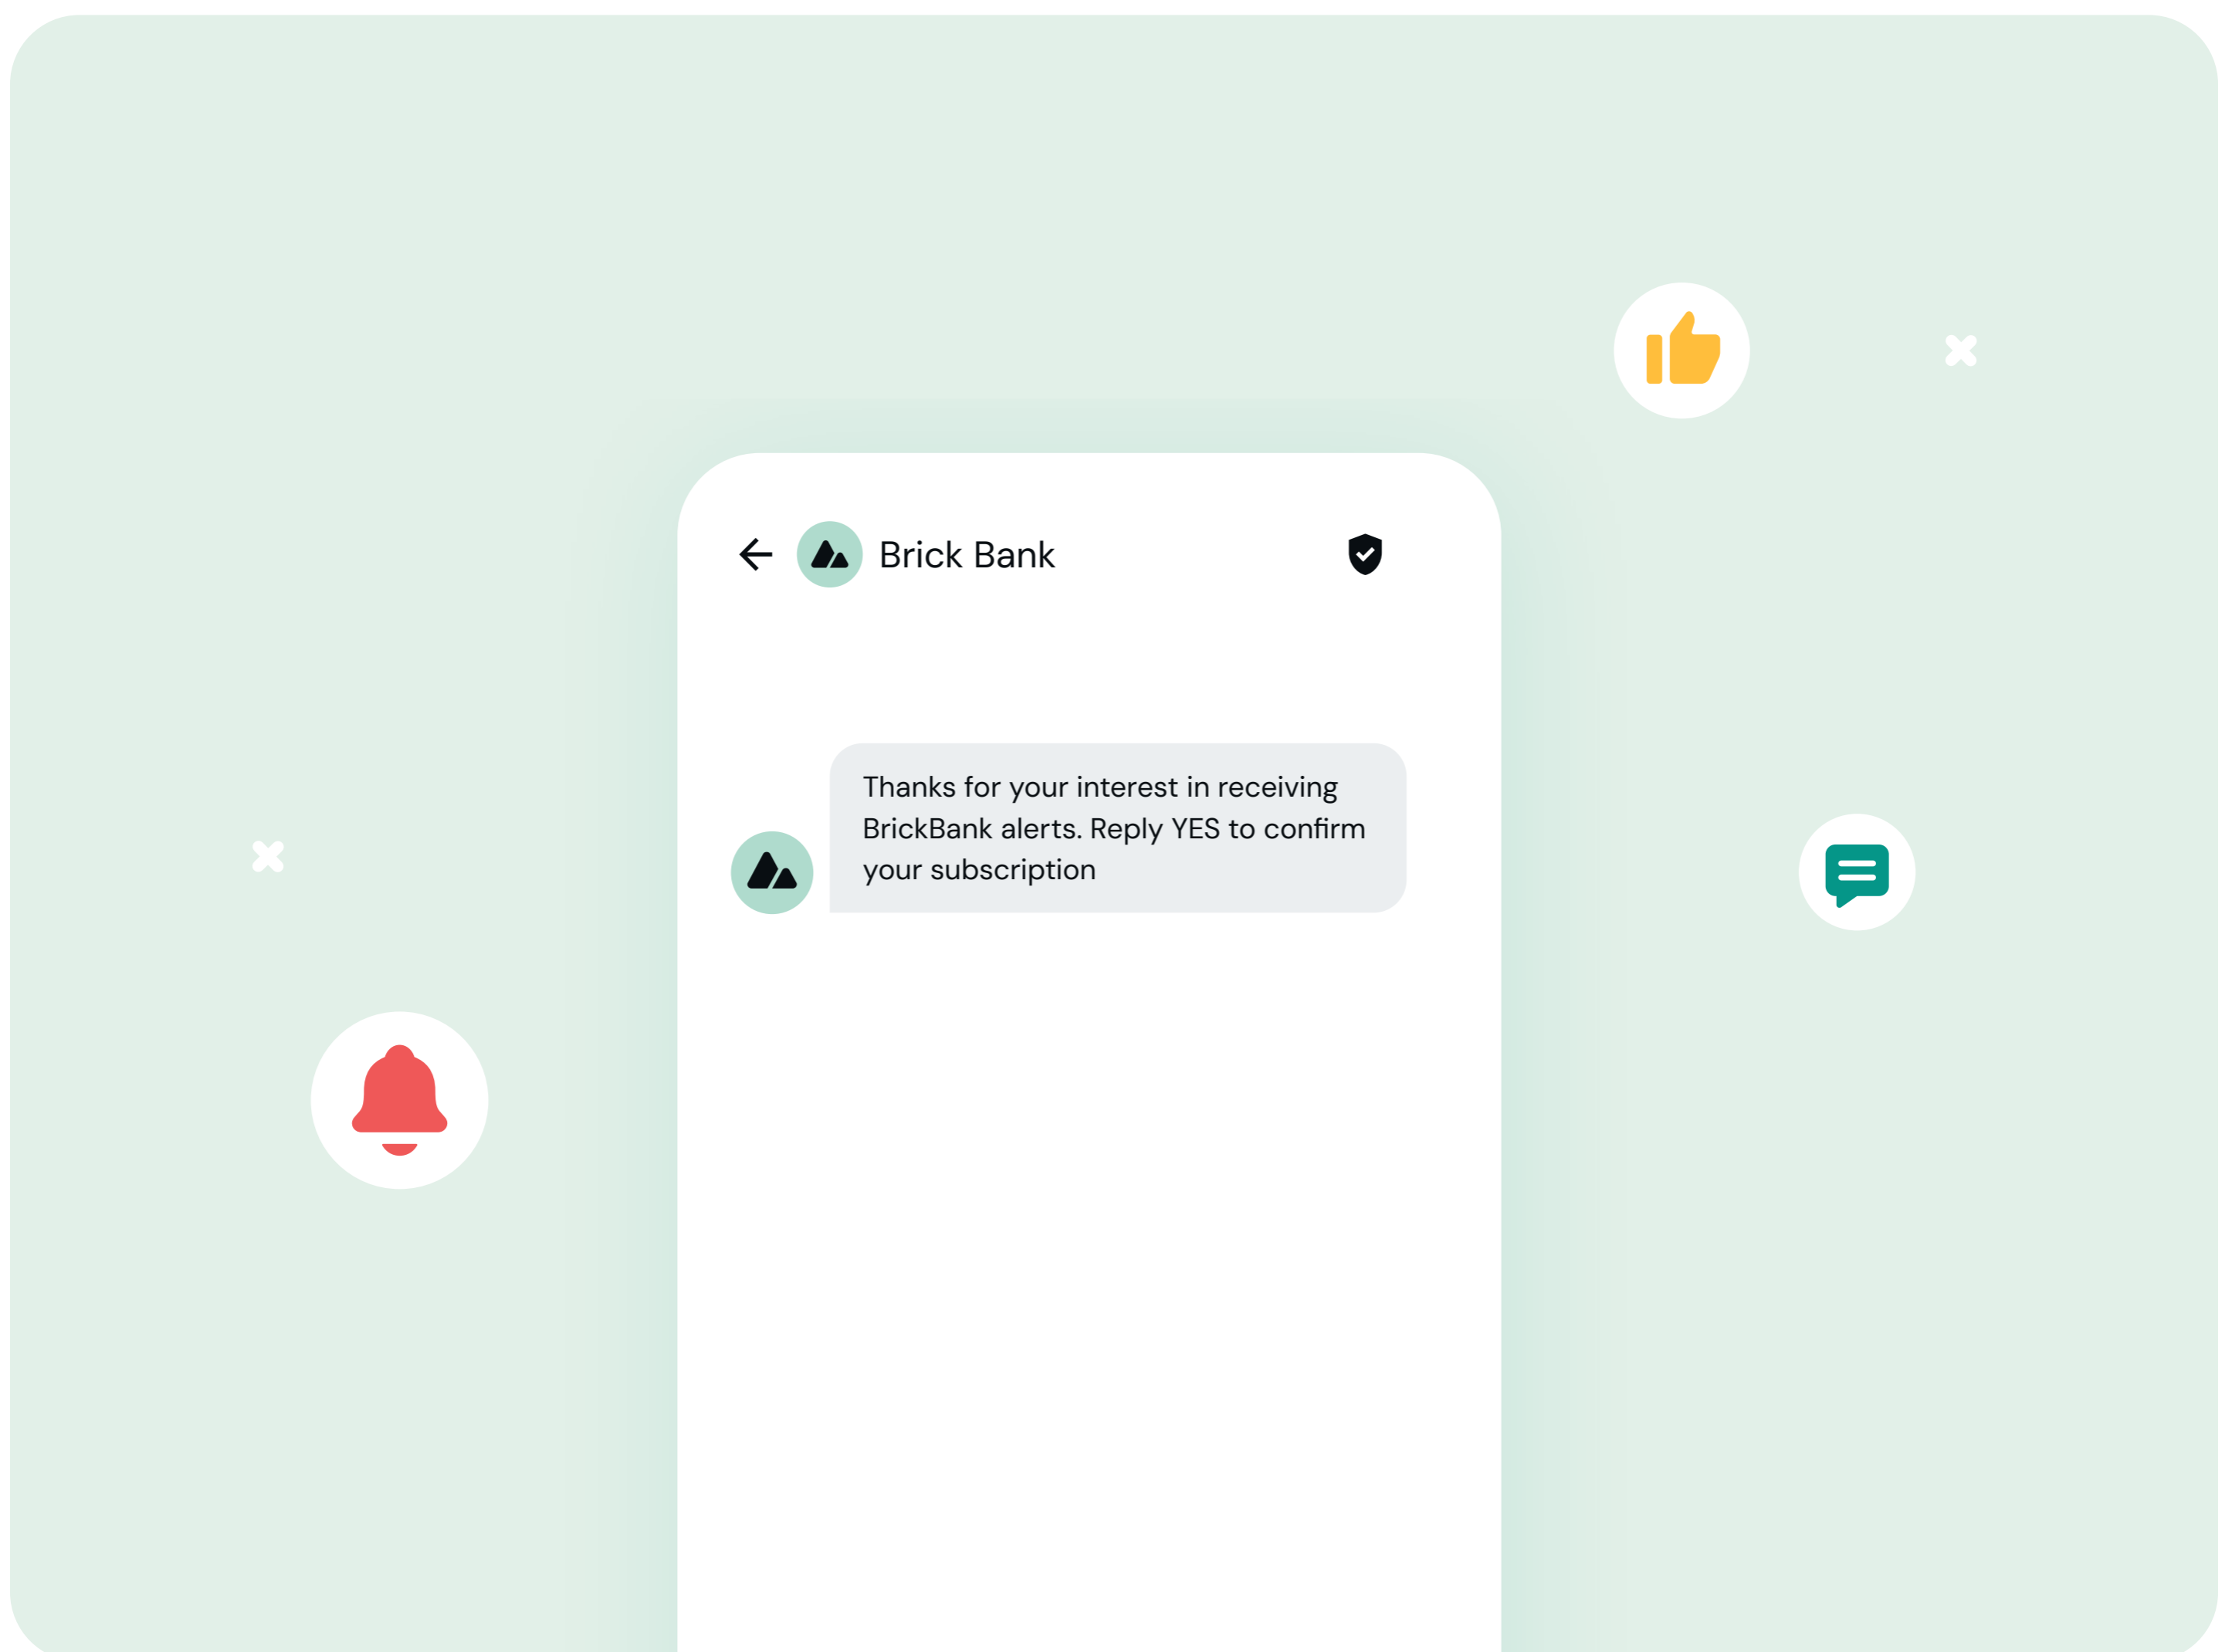 Brick Bank
Thanks for your interest in receiving
BrickBank alerts. Reply YES to confirm
your subscription